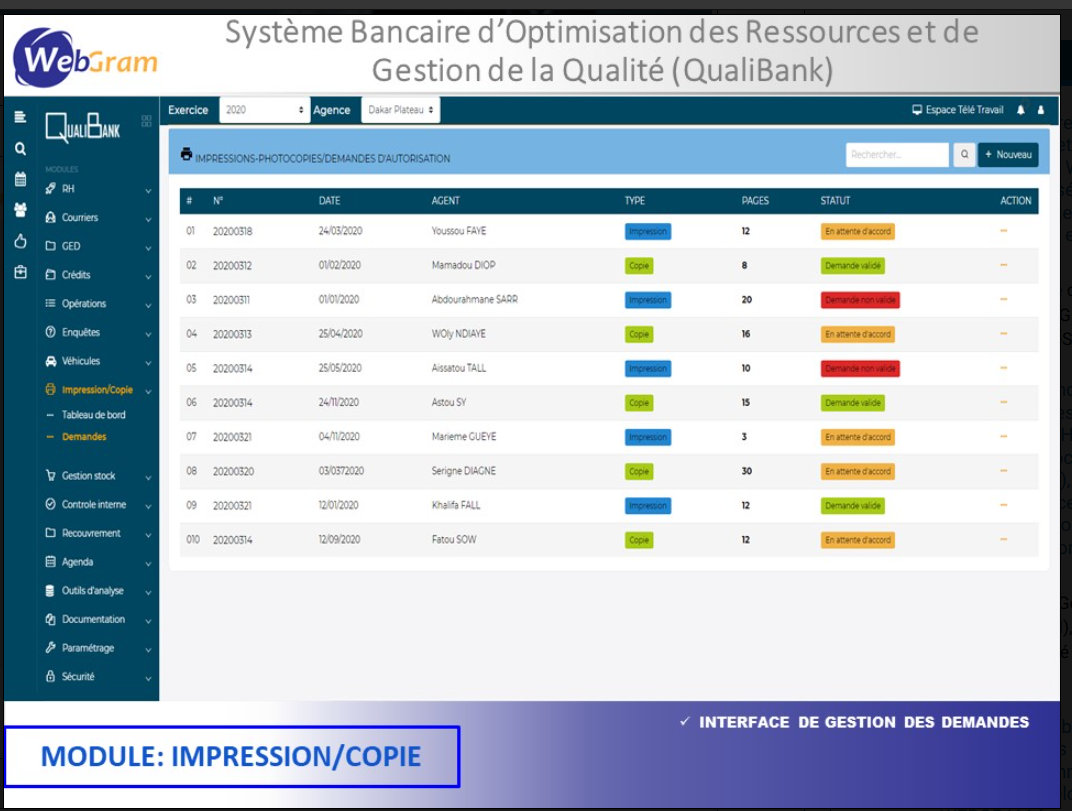 WebGram
Système Bancaire d'Optimisation des Ressources et de
Gestion de la Qualité (QualiBank)
QUALIBANK
Exercice 2020 Agence Dakar Plateau Espace Télé Travail
IMPRESSIONS-PHOTOCOPIES/DEMANDES D'AUTORISATION Rechercher... + Nouveau
MODULES
RH
Courriers
GED
Crédits
Opérations
Enquêtes
Véhicules
Impression/Copie
Tableau de bord
Demandes
Gestion stock
Controle interne
Recouvrement
Agenda
Outils d'analyse
Documentation
Paramétrage
Sécurité
# N° DATE AGENT TYPE PAGES STATUT ACTION
01 20200318 24/03/2020 Youssou FAYE Impression 12 En attente d'accord
02 20200312 01/02/2020 Mamadou DIOP Copie 8 Demande validé
03 20200311 01/01/2020 Abdourahmane SARR Impression 20 Demande non valide
04 20200313 25/04/2020 WOly NDIAYE Copie 16 En attente d'accord
05 20200314 25/05/2020 Aissatou TALL Impression 10 Demande non valide
06 20200314 24/11/2020 Astou SY Copie 15 Demande valide
07 20200321 04/11/2020 Marieme GUEYE Impression 3 En attente d'accord
08 20200320 03/0372020 Serigne DIAGNE Copie 30 En attente d'accord
09 20200321 12/01/2020 Khalifa FALL Impression 12 Demande valide
010 20200314 12/09/2020 Fatou SOW Copie 12 En attente d'accord
✓ INTERFACE DE GESTION DES DEMANDES
MODULE: IMPRESSION/COPIE